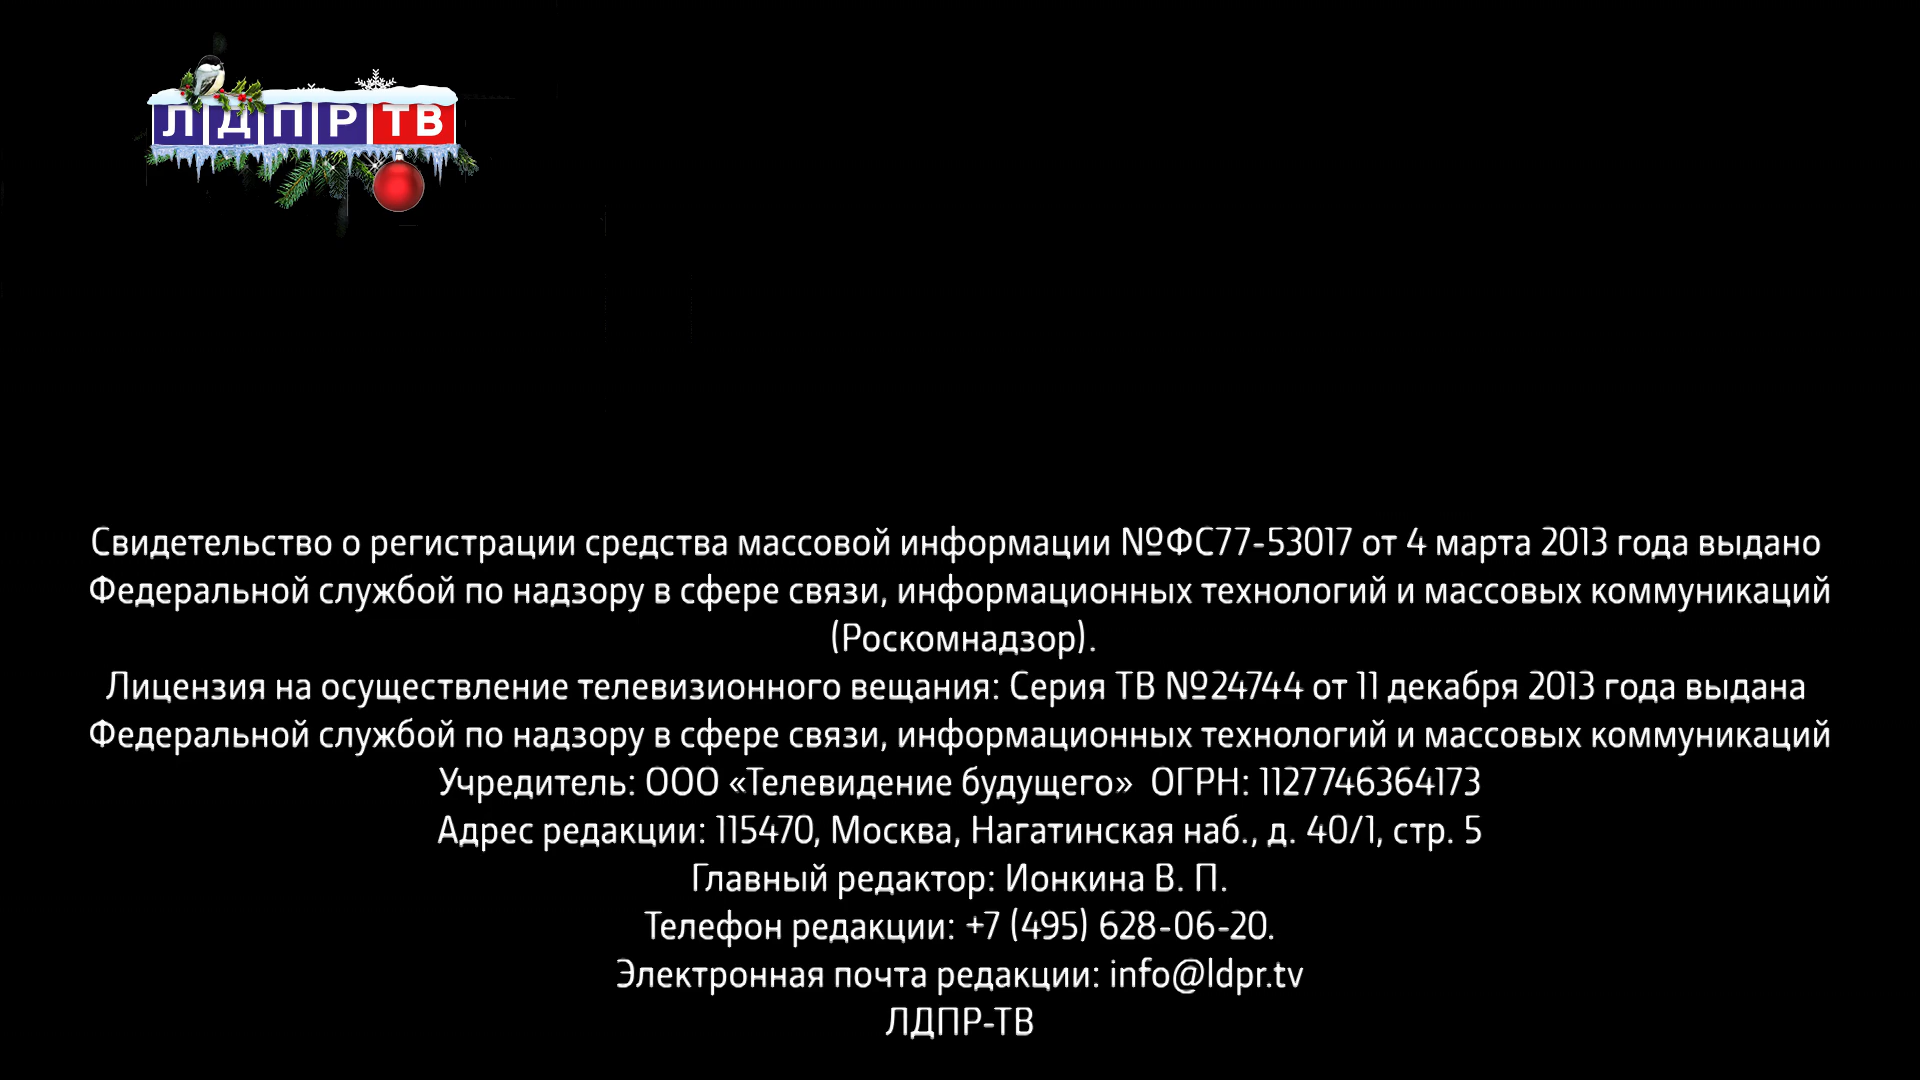 ЛДПР ТВ
Свидетельство о регистрации средства массовой информации №ФС77-53017 от 4 марта 2013 года выдано
Федеральной службой по надзору в сфере связи, информационных технологий и массовых коммуникаций
(Роскомнадзор).
Лицензия на осуществление телевизионного вещания: Серия ТВ №24744 от 11 декабря 2013 года выдана
Федеральной службой по надзору в сфере связи, информационных технологий и массовых коммуникаций
Учредитель: ООО «Телевидение будущего» ОГРН: 1127746364173
Адрес редакции: 115470, Москва, Нагатинская наб., д. 40/1, стр. 5
Главный редактор: Ионкина В. П.
Телефон редакции: +7 (495) 628-06-20.
Электронная почта редакции: info@ldpr.tv
ЛДПР-ТВ